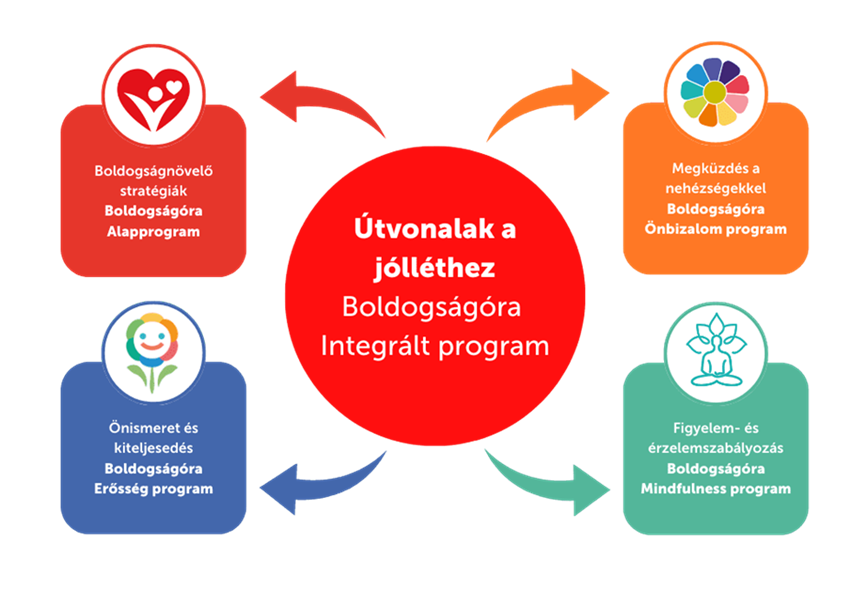 Boldogságnövelő
stratégiák
Boldogságóra
Alapprogram
Megküzdés a
nehézségekkel
Boldogságóra
Önbizalom program
Útvonalak a
jólléthez
Boldogságóra
Integrált program
Önismeret és
kiteljesedés
Boldogságóra
Erősség program
Figyelem- és
érzelemszabályozás
Boldogságóra
Mindfulness program